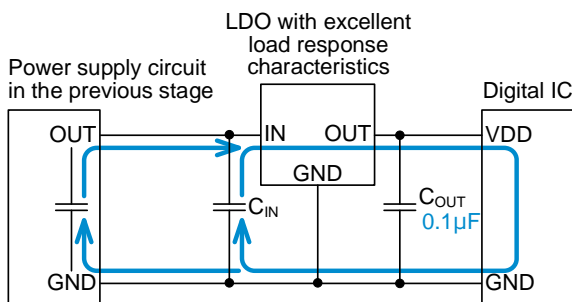 LDO with excellent
load response
characteristics
Power supply circuit
in the previous stage
Digital IC
OUT
IN
OUT
VDD
GND
CIN
COUT
0.1µF
GND
GND